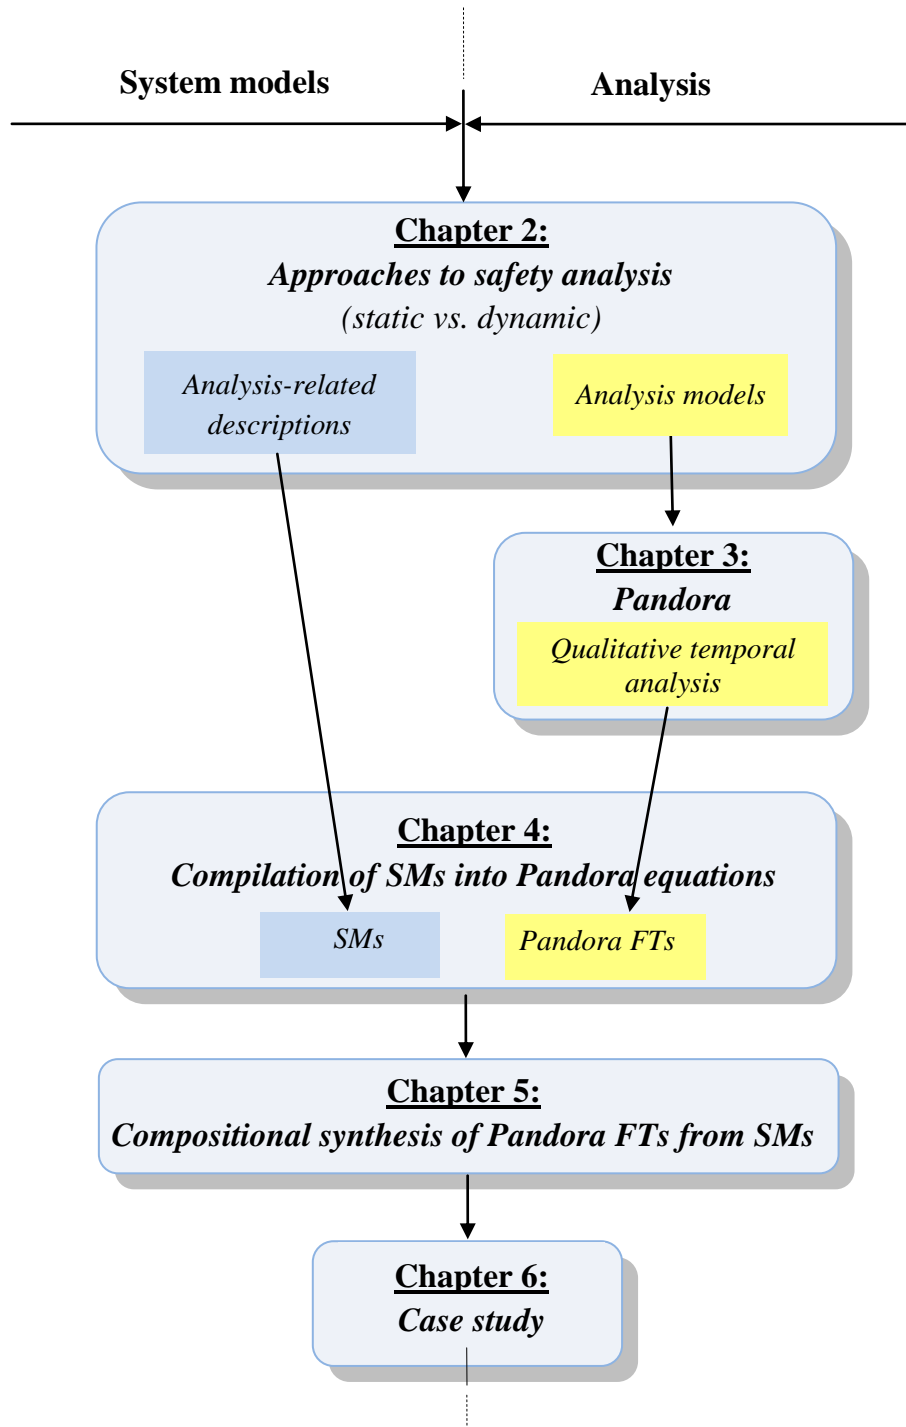 System models
Analysis
Chapter 2:
Approaches to safety analysis
(static vs. dynamic)
Analysis-related
descriptions
Analysis models
Chapter 3:
Pandora
Qualitative temporal
analysis
Chapter 4:
Compilation of SMs into Pandora equations
SMs
Pandora FTs
Chapter 5:
Compositional synthesis of Pandora FTs from SMs
Chapter 6:
Case study